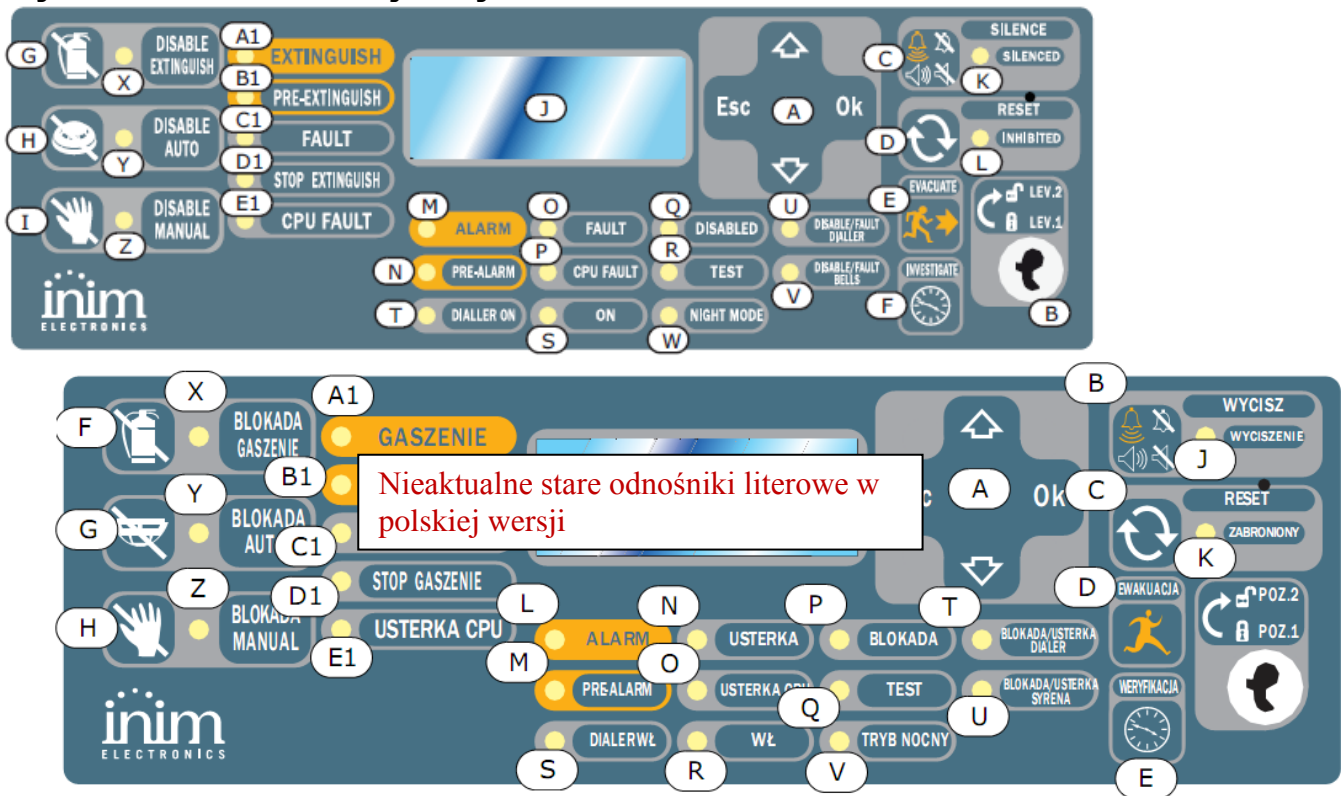 G
X
DISABLE
EXTINGUISH
A1
EXTINGUISH
B1
PRE-EXTINGUISH
H
Y
DISABLE
AUTO
C1
FAULT
D1
STOP EXTINGUISH
I
Z
DISABLE
MANUAL
E1
CPU FAULT
inim
ELECTRONICS
J
Esc
A
Ok
M
ALARM
O
FAULT
Q
DISABLED
U
DISABLE/FAULT
DIALLER
N
PRE-ALARM
P
CPU FAULT
R
TEST
V
DISABLE/FAULT
BELLS
T
DIALLER ON
S
ON
W
NIGHT MODE
C
SILENCE
SILENCED
K
D
RESET
INHIBITED
L
E
EVACUATE
LEV.2
LEV.1
INVESTIGATE
F
B
F
X
BLOKADA
GASZENIE
A1
GASZENIE
B1
G
Y
BLOKADA
C1
D1
STOP GASZENIE
H
Z
BLOKADA
MANUAL
E1
USTERKA CPU
inim
ELECTRONICS
Nieaktualne stare odnośniki literowe w
polskiej wersji
A
Ok
L
ALARM
N
USTERKA
P
BLOKADA
T
BLOKADA/USTERKA
DIALER
M
PRE-ALARM
O
USTERKA
Q
TEST
U
BLOKADA/USTERKA
SYRENA
S
DIALER WŁ
R
WŁ
V
TRYB NOCNY
B
WYCISZ
WYCISZENIE
J
C
RESET
ZABRONIONY
K
D
EWAKUACJA
POZ.2
POZ.1
WERYFIKACJA
E